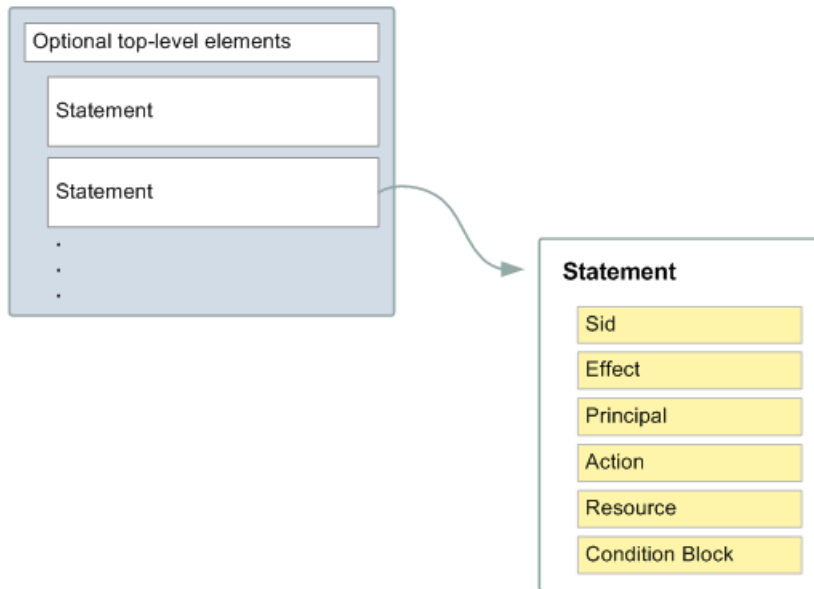 Optional top-level elements
Statement
Statement
.
.
.
Statement
Sid
Effect
Principal
Action
Resource
Condition Block